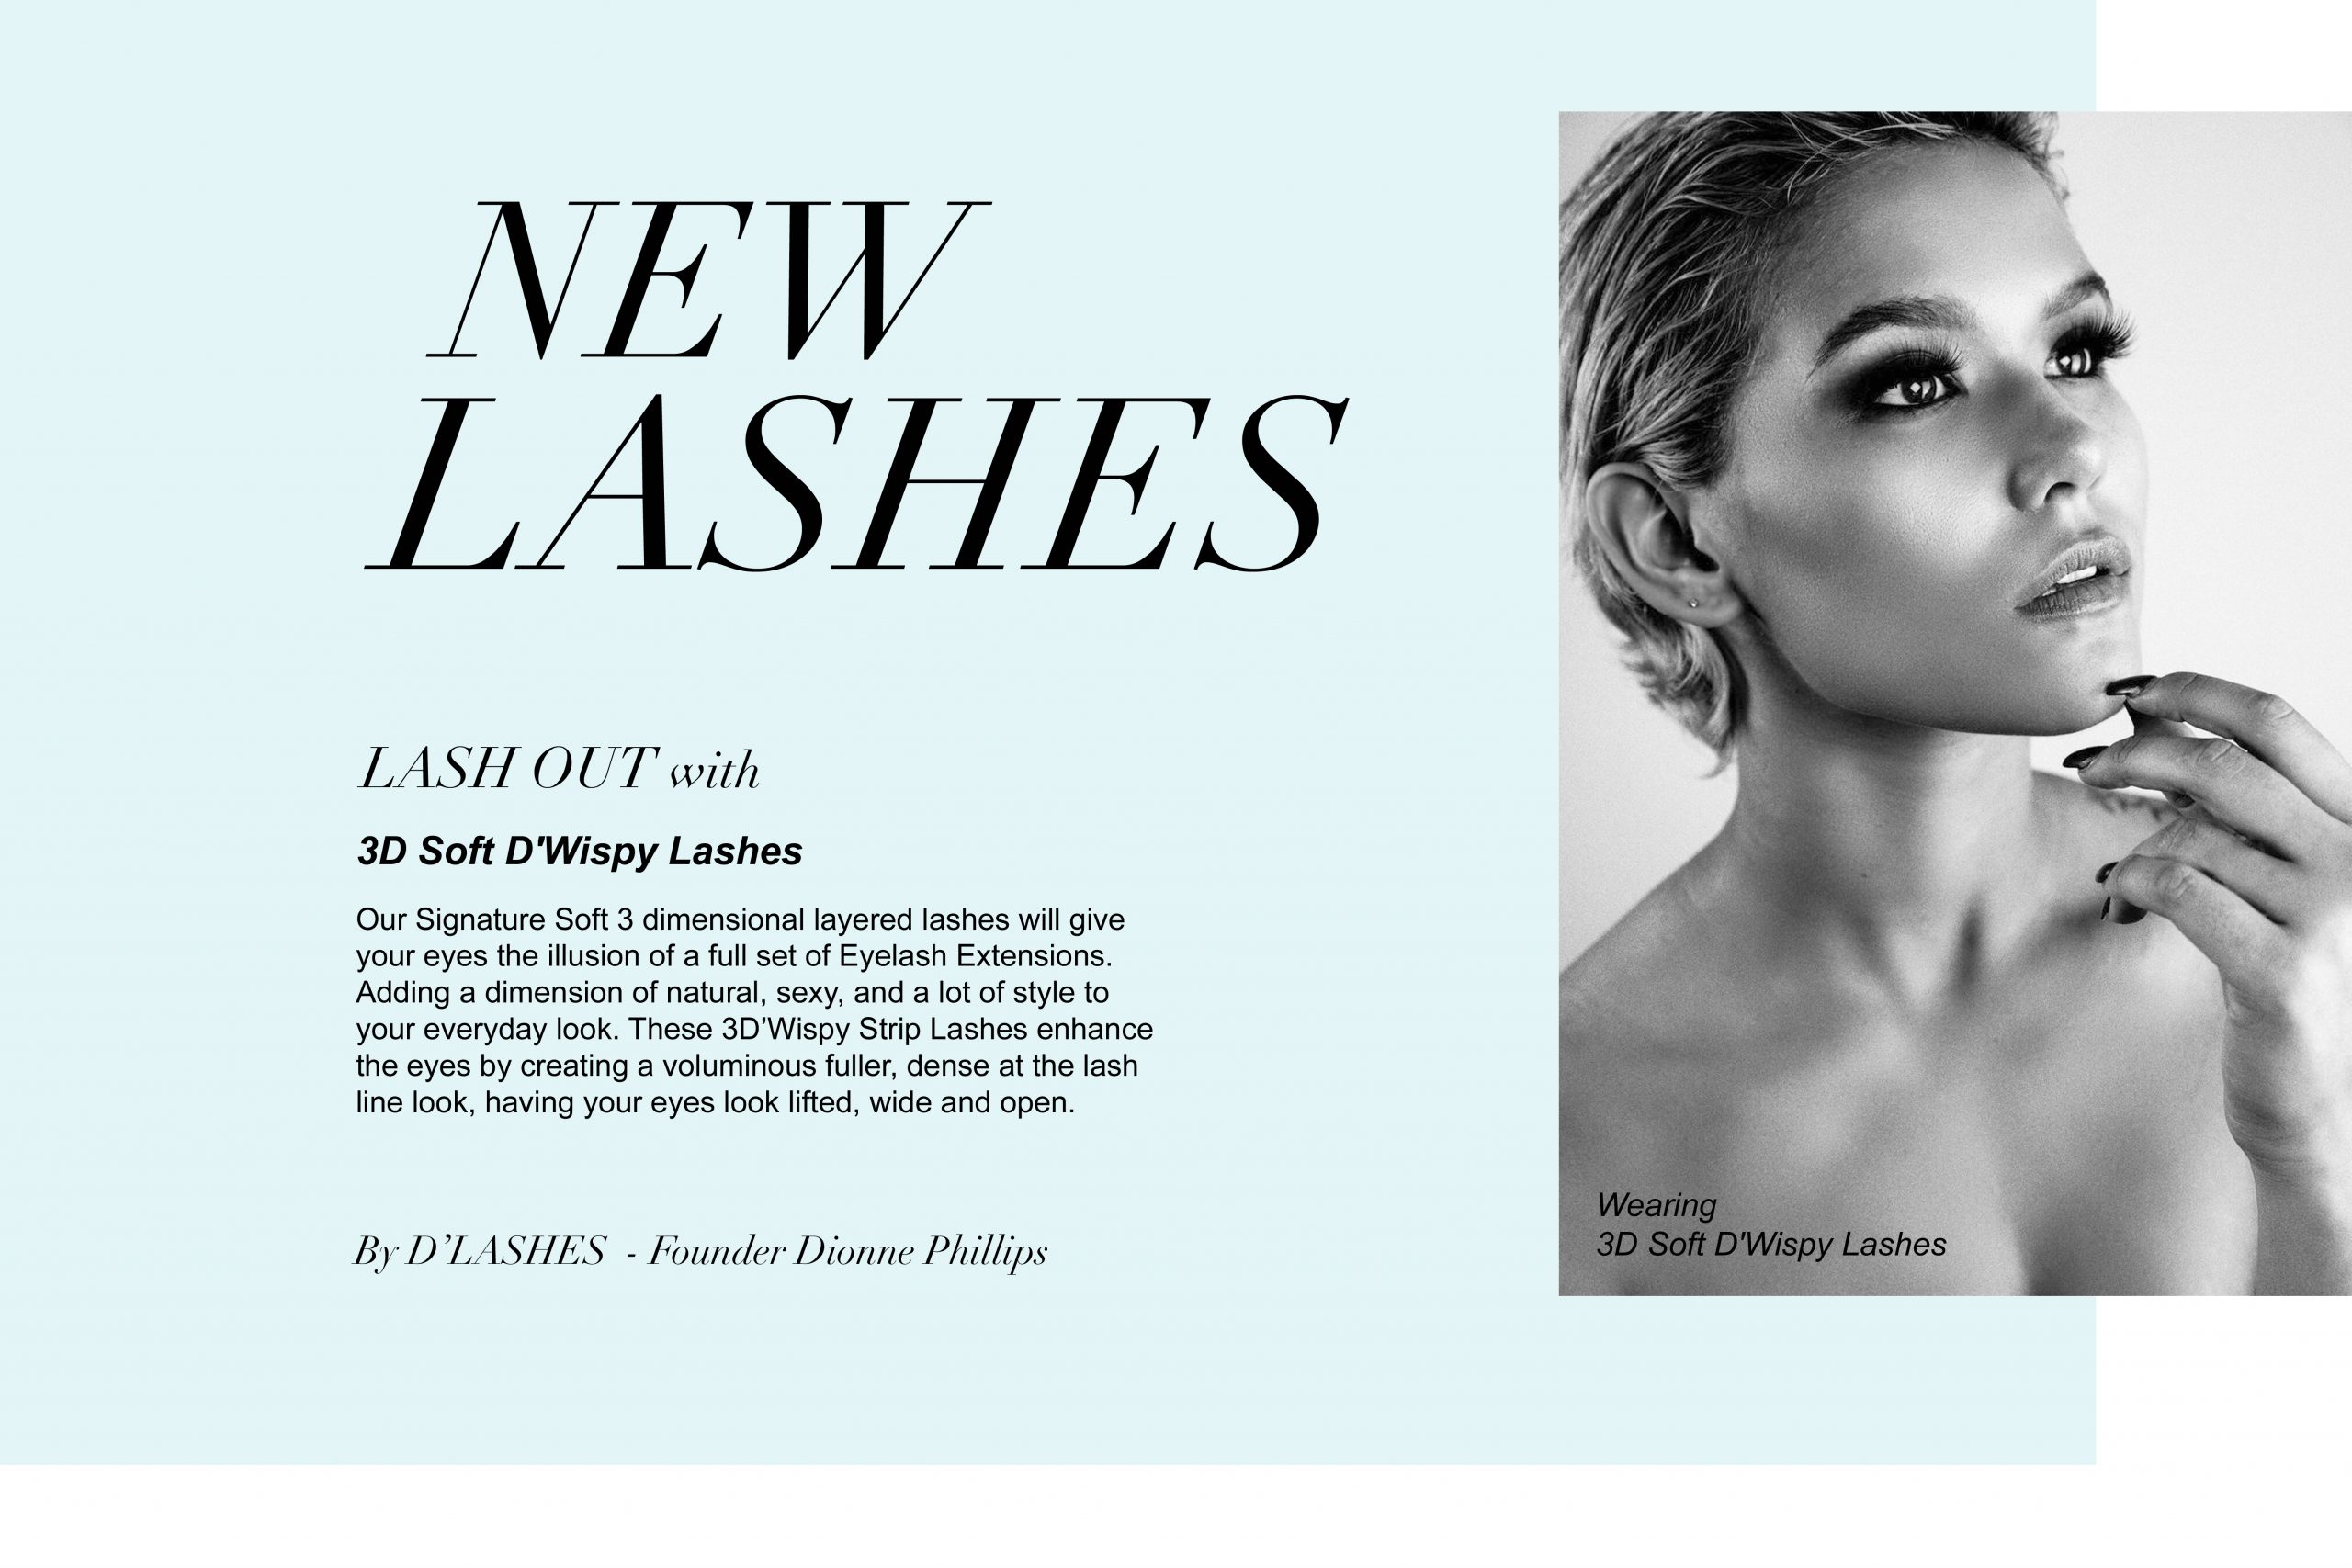 NEW
LASHES
LASH OUT with
3D Soft D'Wispy Lashes
Our Signature Soft 3 dimensional layered lashes will give
your eyes the illusion of a full set of Eyelash Extensions.
Adding a dimension of natural, sexy, and a lot of style to
your everyday look. These 3D’Wispy Strip Lashes enhance
the eyes by creating a voluminous fuller, dense at the lash
line look, having your eyes look lifted, wide and open.
By D’LASHES - Founder Dionne Phillips
Wearing
3D Soft D'Wispy Lashes